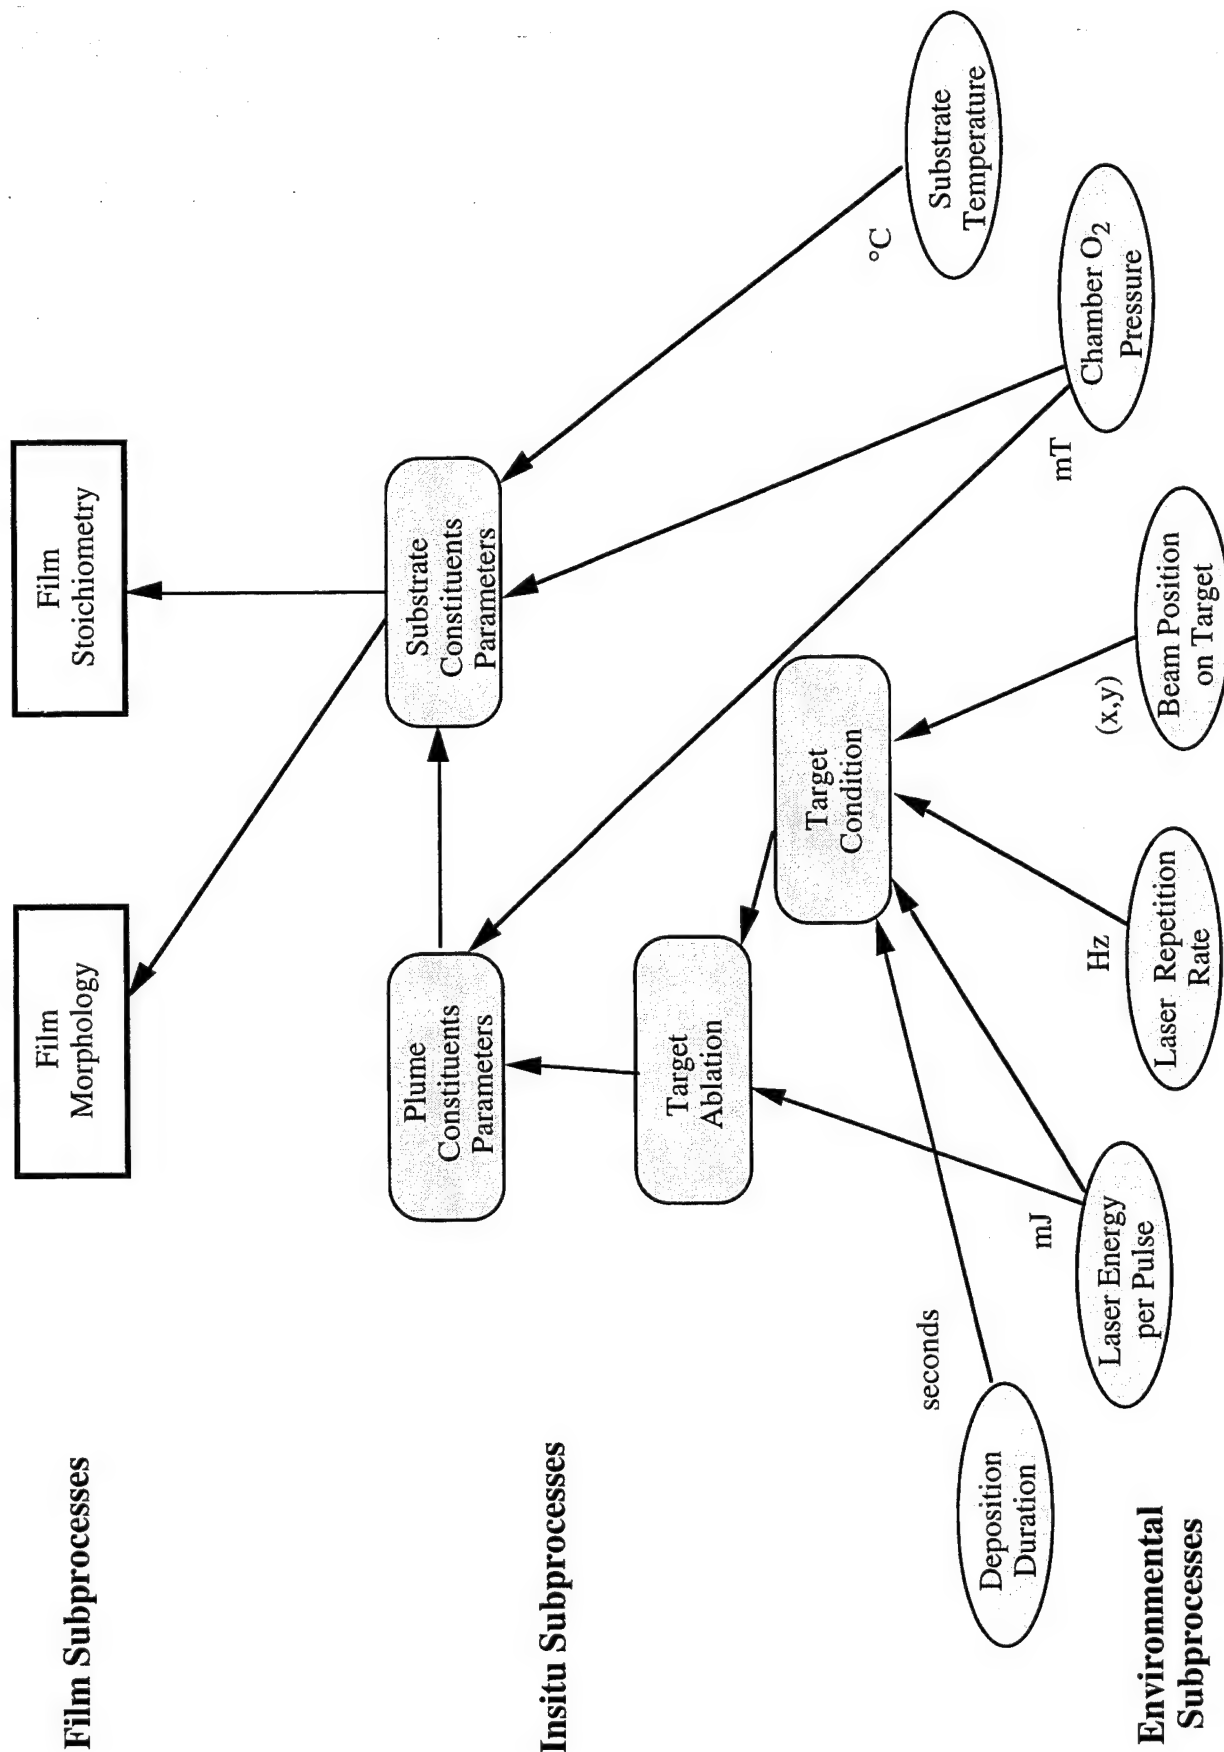 Film Subprocesses
Film
Morphology
Film
Stoichiometry
Insitu Subprocesses
Plume
Constituents
Parameters
Substrate
Constituents
Parameters
Target
Ablation
Target
Condition
Environmental
Subprocesses
seconds
Deposition
Duration
mJ
Laser Energy
per Pulse
Hz
Laser Repetition
Rate
(x,y)
Beam Position
on Target
mT
Chamber O2
Pressure
°C
Substrate
Temperature